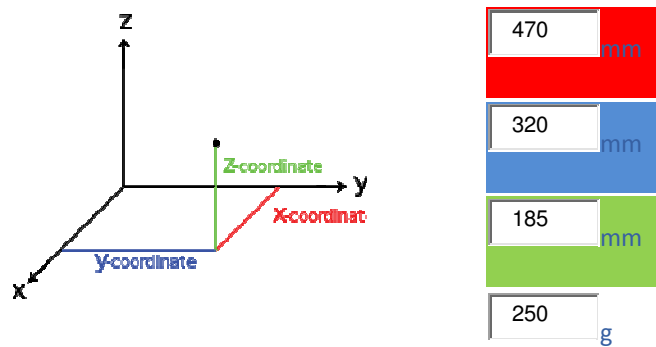 z
Z-coordinate
y
X-coordinat
y-coordinate
x
470
mm
320
mm
185
mm
250
g